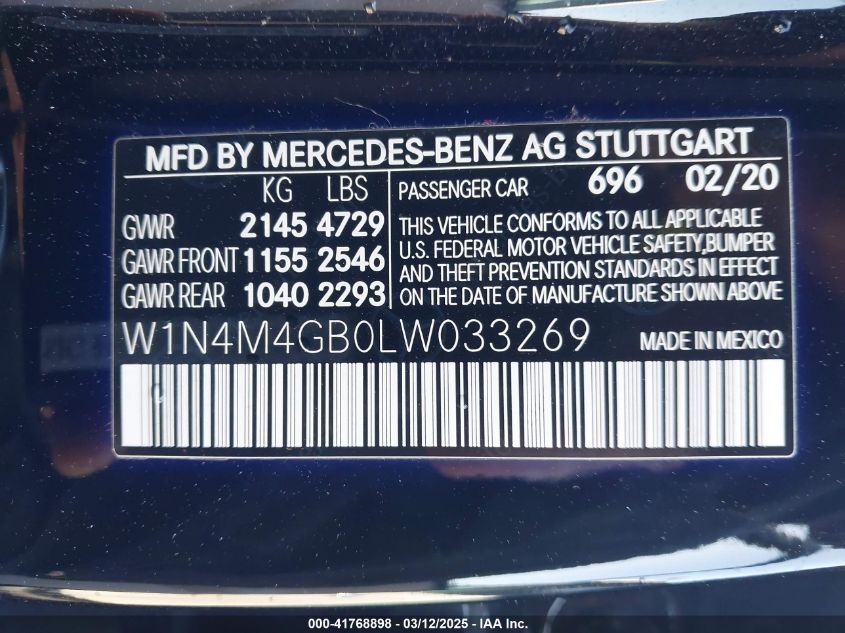 MFD BY MERCEDES-BENZ AG STUTTGART
KG LBS
GVWR 2145 4729
GAWR FRONT 1155 2546
GAWR REAR 1040 2293
PASSENGER CAR 696 02/20
THIS VEHICLE CONFORMS TO ALL APPLICABLE
U.S. FEDERAL MOTOR VEHICLE SAFETY,BUMPER
AND THEFT PREVENTION STANDARDS IN EFFECT
ON THE DATE OF MANUFACTURE SHOWN ABOVE
W1N4M4GB0LW033269 MADE IN MEXICO
000-41768898 - 03/12/2025 - IAA Inc.